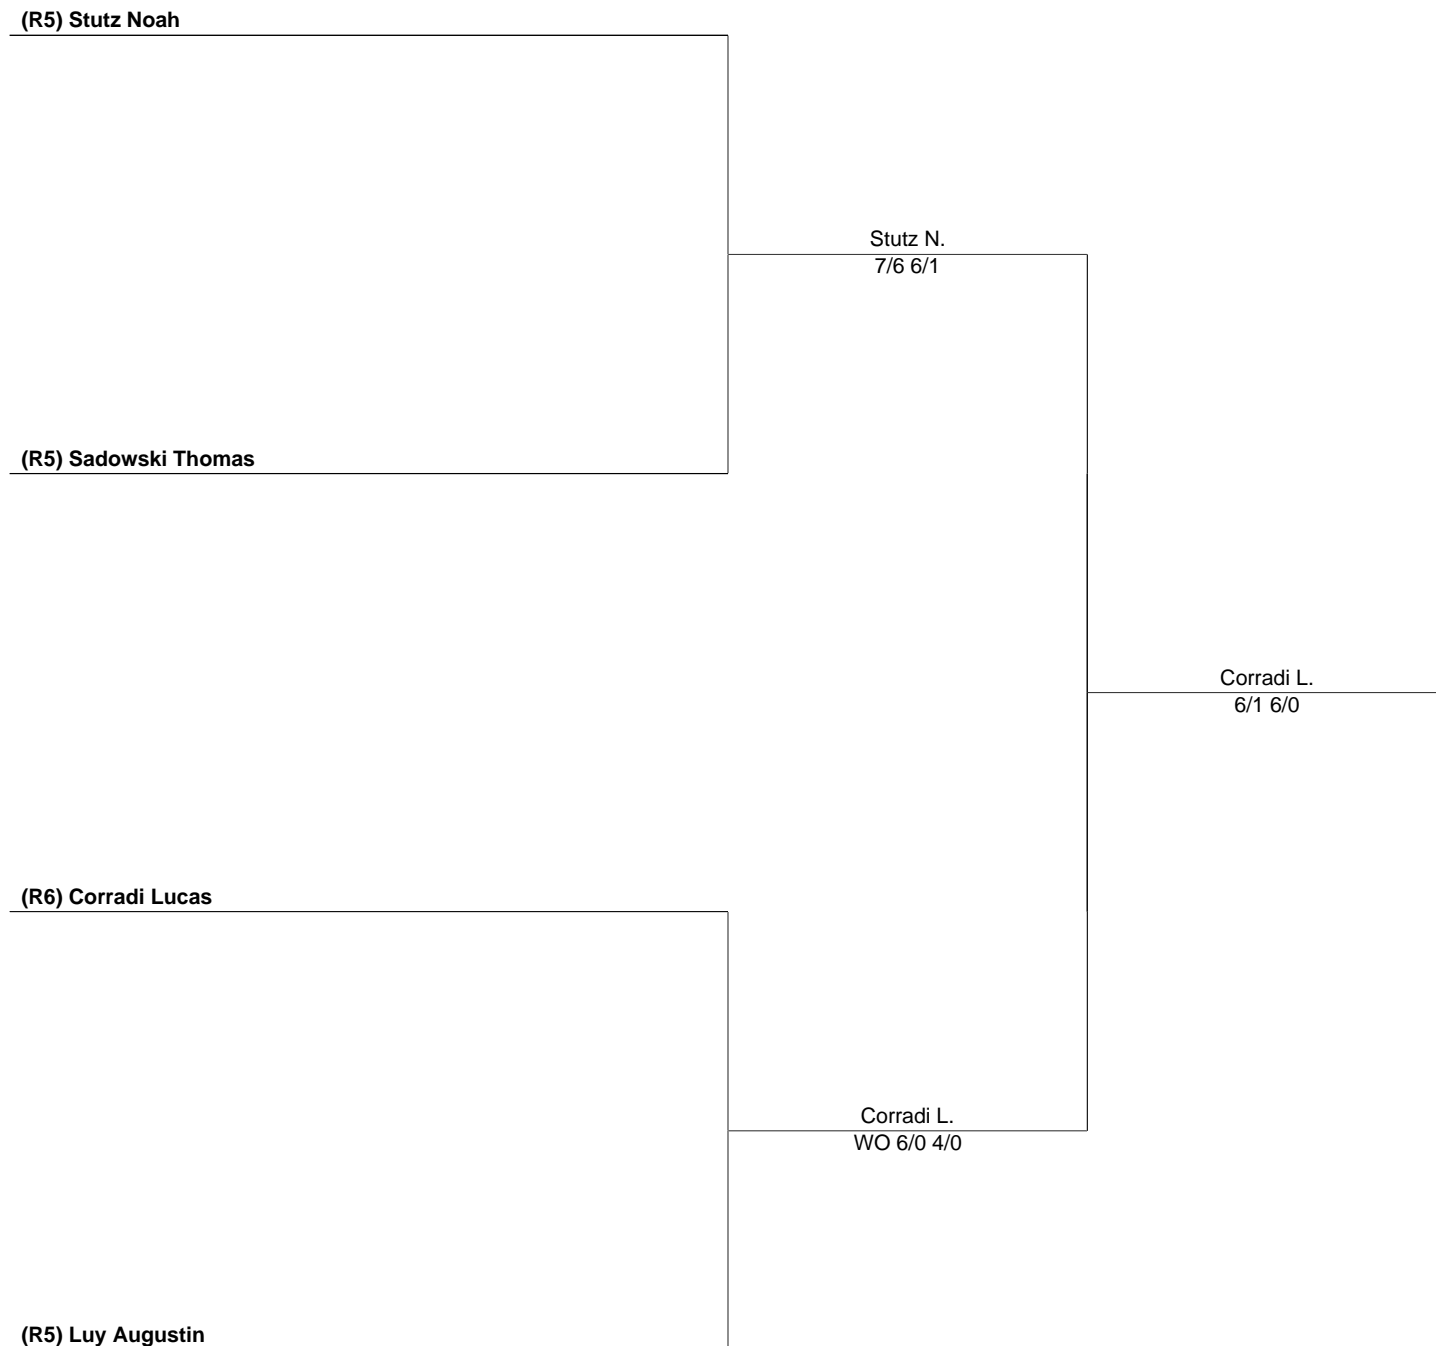 (R5) Stutz Noah
Stutz N.
7/6 6/1
(R5) Sadowski Thomas
Corradi L.
6/1 6/0
(R6) Corradi Lucas
Corradi L.
WO 6/0 4/0
(R5) Luy Augustin